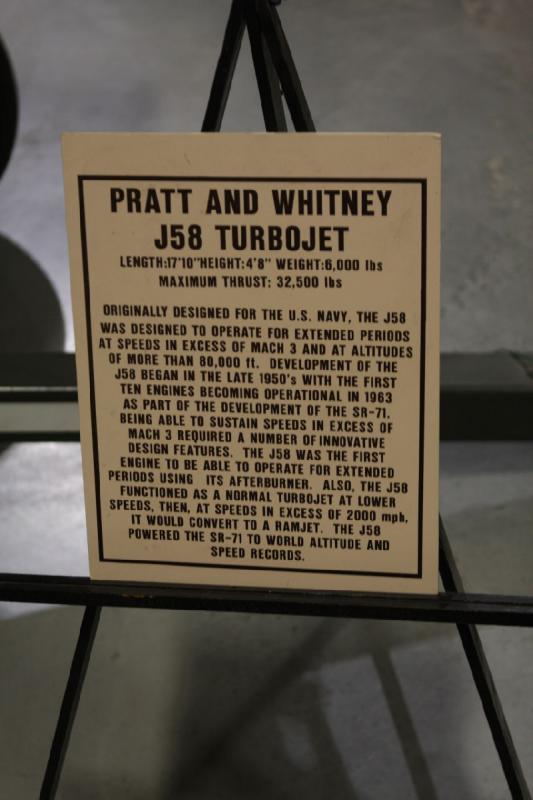 PRATT AND WHITNEY
J58 TURBOJET
LENGTH:17'10"HEIGHT:4'8" WEIGHT:6,000 lbs
MAXIMUM THRUST: 32,500 lbs
ORIGINALLY DESIGNED FOR THE U.S. NAVY, THE J58
WAS DESIGNED TO OPERATE FOR EXTENDED PERIODS
AT SPEEDS IN EXCESS OF MACH 3 AND AT ALTITUDES
OF MORE THAN 80,000 ft. DEVELOPMENT OF THE
J58 BEGAN IN THE LATE 1950's WITH THE FIRST
TEN ENGINES BECOMING OPERATIONAL IN 1963
AS PART OF THE DEVELOPMENT OF THE SR-71.
BEING ABLE TO SUSTAIN SPEEDS IN EXCESS OF
MACH 3 REQUIRED A NUMBER OF INNOVATIVE
DESIGN FEATURES. THE J58 WAS THE FIRST
ENGINE TO BE ABLE TO OPERATE FOR EXTENDED
PERIODS USING ITS AFTERBURNER. ALSO, THE J58
FUNCTIONED AS A NORMAL TURBOJET AT LOWER
SPEEDS, THEN, AT SPEEDS IN EXCESS OF 2000 mph,
IT WOULD CONVERT TO A RAMJET. THE J58
POWERED THE SR-71 TO WORLD ALTITUDE AND
SPEED RECORDS.